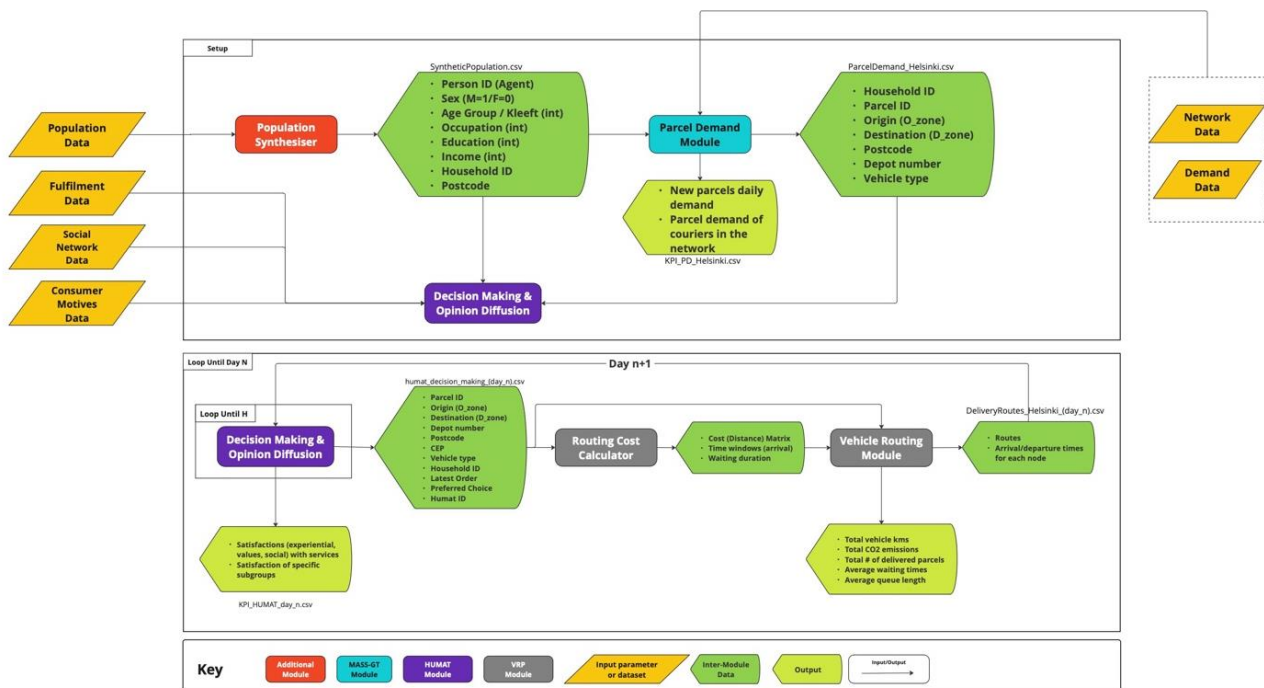 Setup
SyntheticPopulation.csv
· Person ID (Agent)
· Sex (M=1/F=0)
· Age Group / Kleeft (int)
· Occupation (int)
· Education (int)
· Income (int)
· Household ID
· Postcode
ParcelDemand_Helsinki.csv
· Household ID
· Parcel ID
· Origin (O_zone)
· Destination (D_zone)
· Postcode
· Depot number
· Vehicle type
Population
Data
Population
Synthesiser
Parcel Demand
Module
Network
Data
Demand
Data
Fulfilment
Data
Social
Network
Data
Consumer
Motives
Data
· New parcels daily
demand
· Parcel demand of
couriers in the
network
KPI_PD_Helsinki.csv
Decision Making &
Opinion Diffusion
Loop Until Day N
Day n+1
Loop Until H
Decision Making &
Opinion Diffusion
humat_decision_making_(day_n).csv
· Parcel ID
· Origin (O_zone)
· Destination (D_zone)
· Depot number
· Postcode
· CEP
· Vehicle type
· Household ID
· Latest Order
· Preferred Choice
· Humat ID
Routing Cost
Calculator
· Cost (Distance) Matrix
· Time windows (arrival)
· Waiting duration
Vehicle Routing
Module
DeliveryRoutes_Helsinki_(day_n).csv
· Routes
· Arrival/departure times
for each node
· Satisfactions (experiential,
values, social) with services
· Satisfaction of specific
subgroups
KPI_HUMAT_day_n.csv
· Total vehicle kms
· Total CO2 emissions
· Total # of delivered parcels
· Average waiting times
· Average queue length
Key
Additional
Module
MASS-GT
Module
HUMAT
Module
VRP
Module
Input parameter
or dataset
Inter-Module
Data
Output
Input/Output